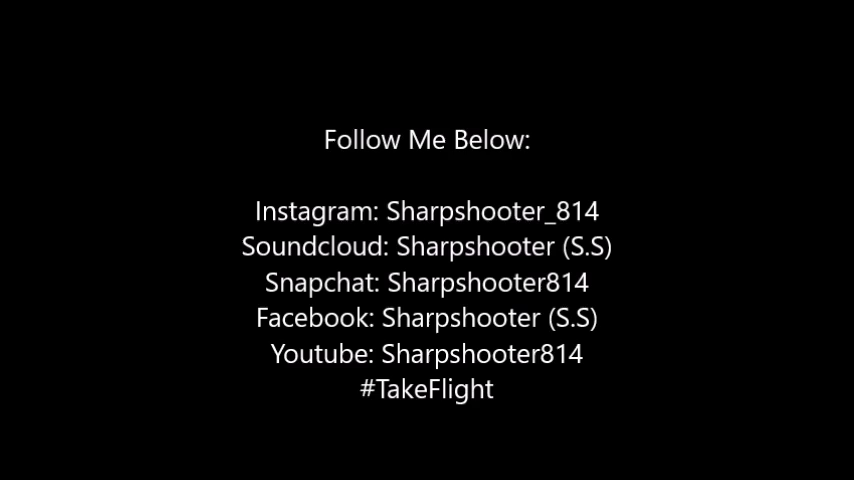 Follow Me Below:
Instagram: Sharpshooter_814
Soundcloud: Sharpshooter (S.S)
Snapchat: Sharpshooter814
Facebook: Sharpshooter (S.S)
Youtube: Sharpshooter814
#TakeFlight